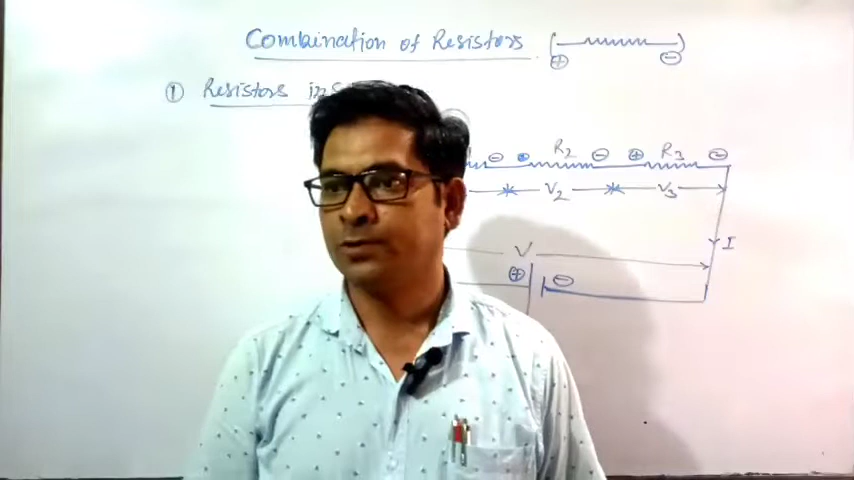 Combination of Resistors ⊕ ⊖
① Resistors in
⊖ ⊕ R2 ⊖ ⊕ R3 ⊖
V2 V3
I
V
⊕ ⊖